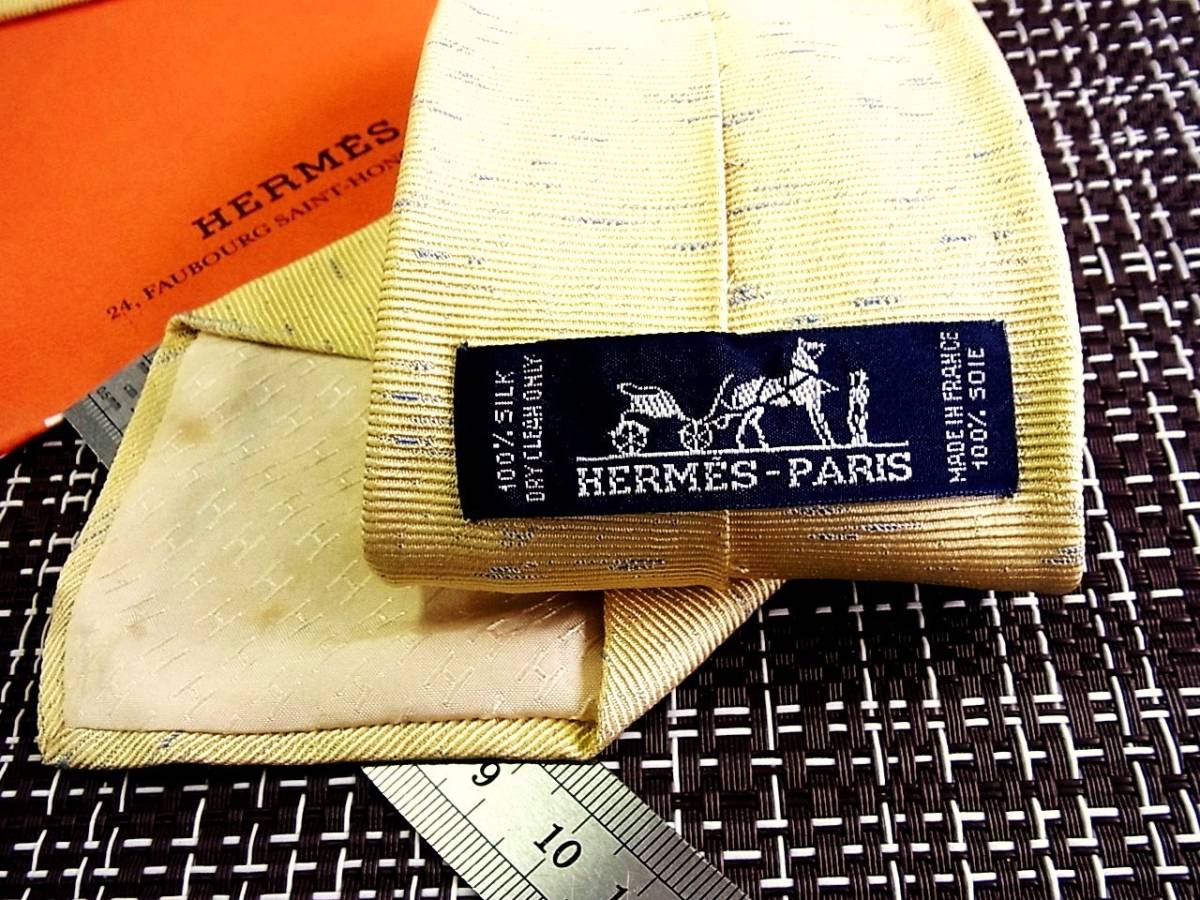 HERMÈS
24, FAUBOURG SAINT-HON
100% SILK
DRY CLEAN ONLY
HERMÈS-PARIS
MADE IN FRANCE
100% SOIE
9
10